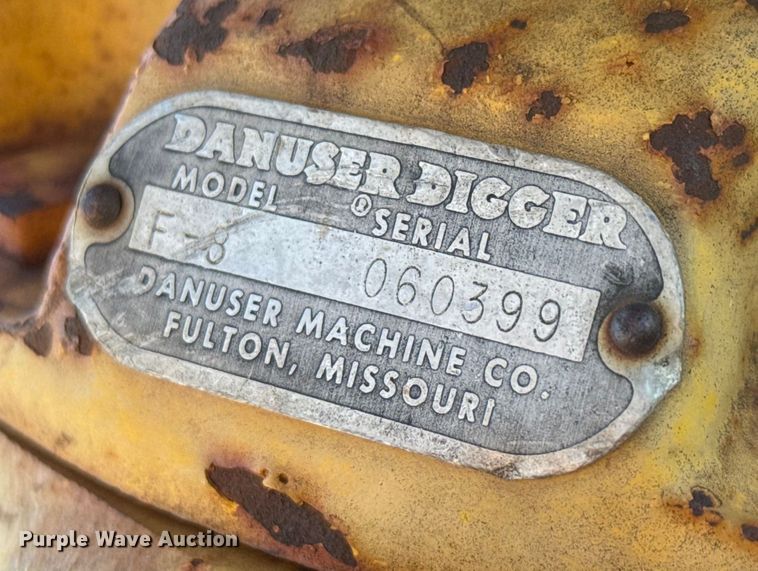 DANUSER DIGGER
MODEL ® SERIAL
F-8 060399
DANUSER MACHINE CO.
FULTON, MISSOURI
Purple Wave Auction